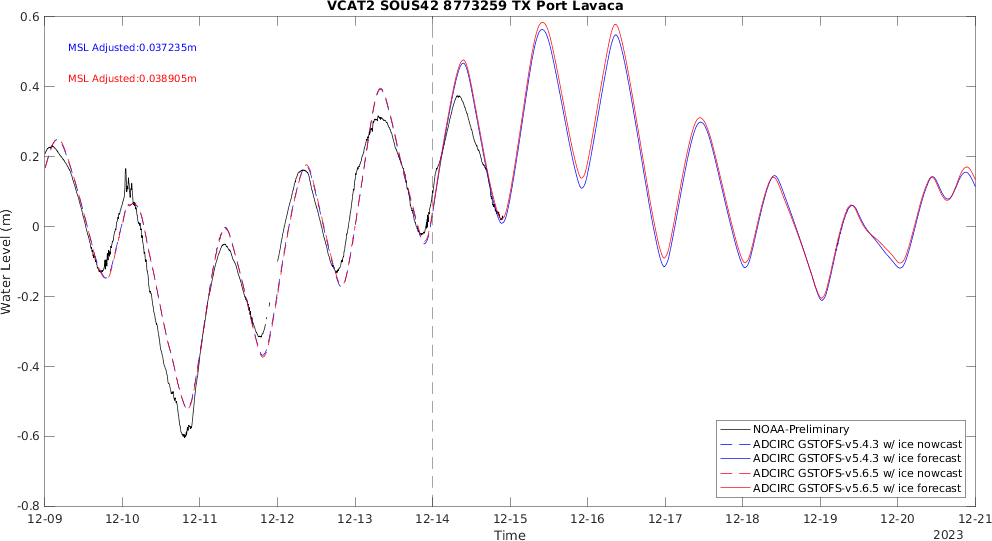 VCAT2 SOUS42 8773259 TX Port Lavaca
MSL Adjusted:0.037235m
MSL Adjusted:0.038905m
Water Level (m)
0.6
0.4
0.2
0
-0.2
-0.4
-0.6
-0.8
NOAA-Preliminary
ADCIRC GSTOFS-v5.4.3 w/ ice nowcast
ADCIRC GSTOFS-v5.4.3 w/ ice forecast
ADCIRC GSTOFS-v5.6.5 w/ ice nowcast
ADCIRC GSTOFS-v5.6.5 w/ ice forecast
12-09 12-10 12-11 12-12 12-13 12-14 12-15 12-16 12-17 12-18 12-19 12-20 12-21
Time
2023